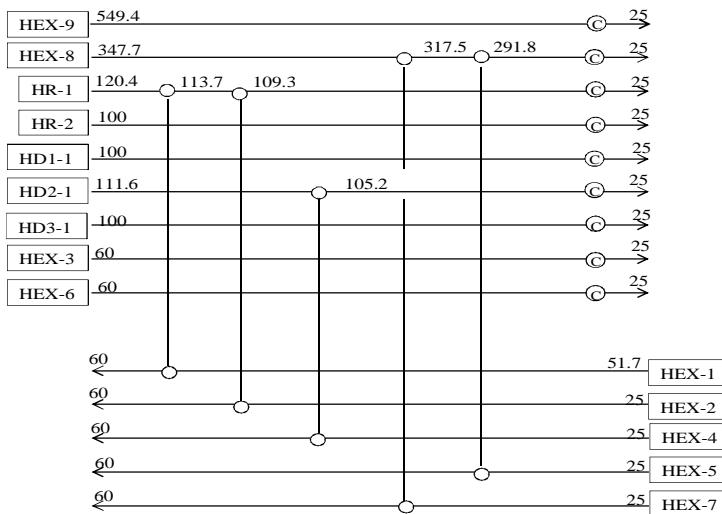 HEX-9 549.4 C 25
HEX-8 347.7 317.5 291.8 C 25
HR-1 120.4 113.7 109.3 C 25
HR-2 100 C 25
HD1-1 100 C 25
HD2-1 111.6 105.2 C 25
HD3-1 100 C 25
HEX-3 60 C 25
HEX-6 60 C 25
60 51.7 HEX-1
60 25 HEX-2
60 25 HEX-4
60 25 HEX-5
60 25 HEX-7